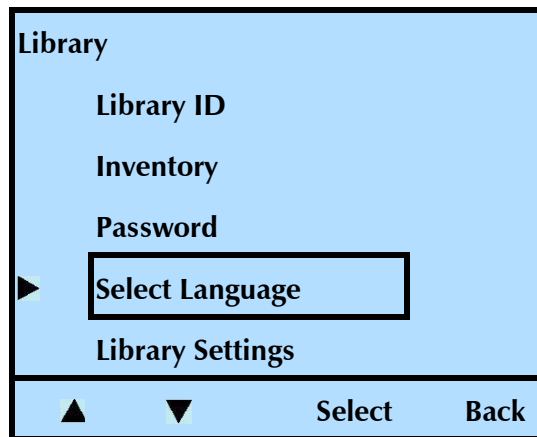 Library
Library ID
Inventory
Password
Select Language
Library Settings
Select Back